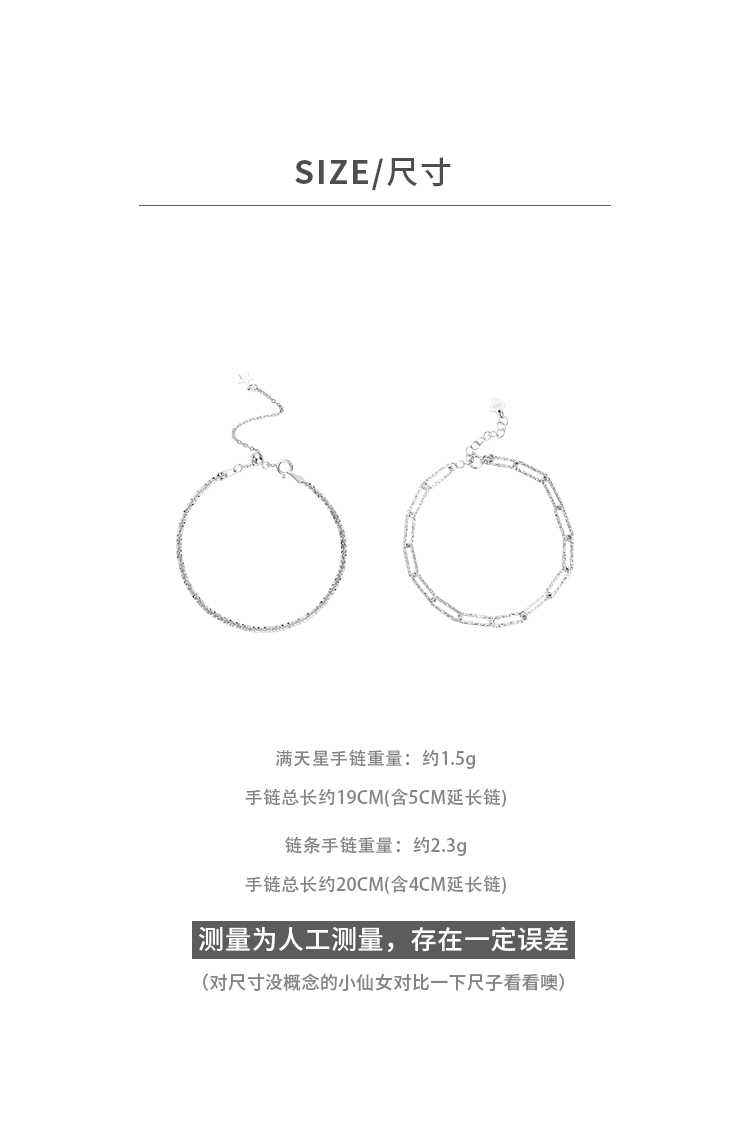 SIZE/尺寸
满天星手链重量：约1.5g
手链总长约19CM(含5CM延长链)
链条手链重量：约2.3g
手链总长约20CM(含4CM延长链)
测量为人工测量，存在一定误差
（对尺寸没概念的小仙女对比一下尺子看看噢）